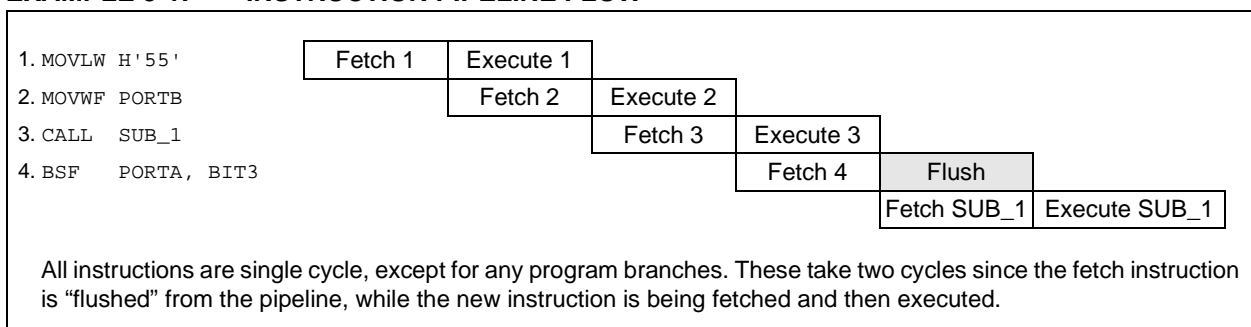 1. MOVLW H'55' Fetch 1 Execute 1
2. MOVWF PORTB Fetch 2 Execute 2
3. CALL SUB_1 Fetch 3 Execute 3
4. BSF PORTA, BIT3 Fetch 4 Flush
Fetch SUB_1 Execute SUB_1
All instructions are single cycle, except for any program branches. These take two cycles since the fetch instruction
is “flushed” from the pipeline, while the new instruction is being fetched and then executed.